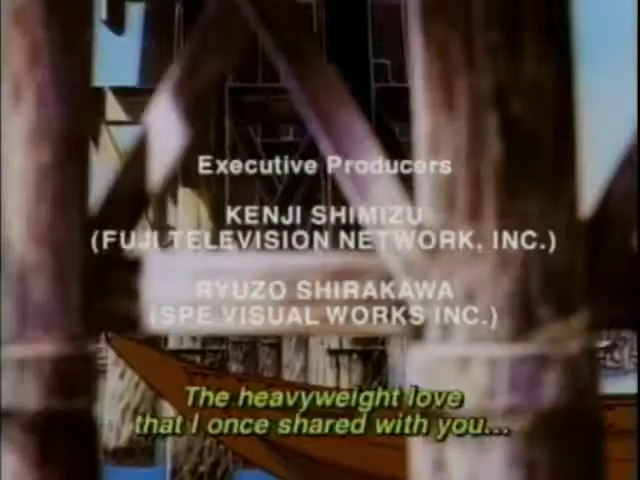 Executive Producers
KENJI SHIMIZU
(FUJI TELEVISION NETWORK, INC.)
RYUZO SHIRAKAWA
(SPE VISUAL WORKS INC.)
The heavyweight love
that I once shared with you...